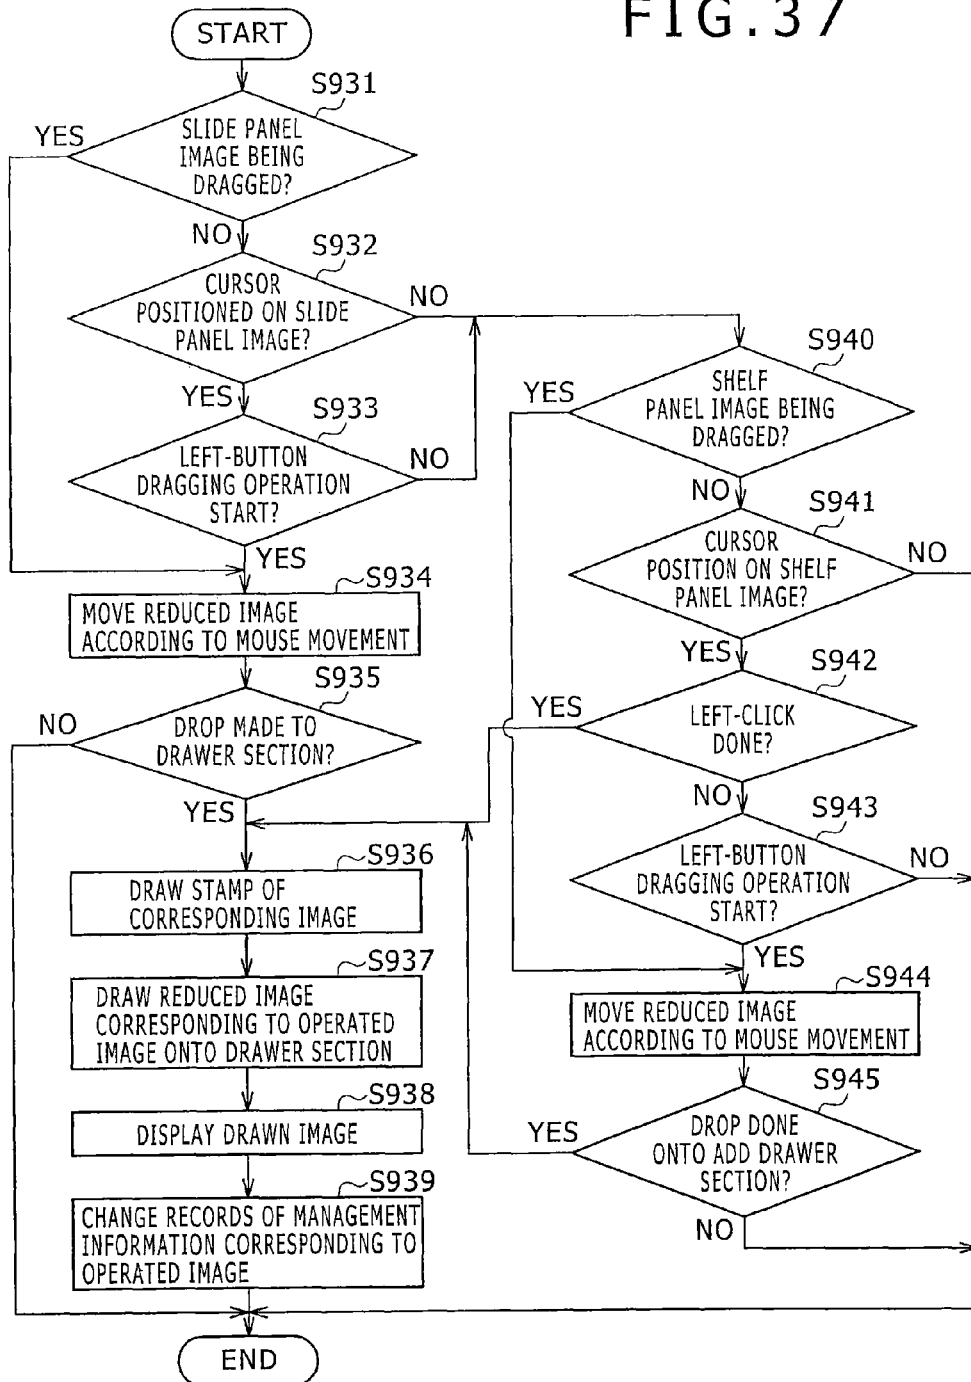 FIG.37
START
S931
YES
SLIDE PANEL
IMAGE BEING
DRAGGED?
NO
S932
CURSOR
POSITIONED ON SLIDE
PANEL IMAGE?
NO
YES
S933
LEFT-BUTTON
DRAGGING OPERATION
START?
NO
YES
S934
MOVE REDUCED IMAGE
ACCORDING TO MOUSE MOVEMENT
S935
NO
DROP MADE TO
DRAWER SECTION?
YES
S936
DRAW STAMP OF
CORRESPONDING IMAGE
S937
DRAW REDUCED IMAGE
CORRESPONDING TO OPERATED
IMAGE ONTO DRAWER SECTION
S938
DISPLAY DRAWN IMAGE
S939
CHANGE RECORDS OF MANAGEMENT
INFORMATION CORRESPONDING TO
OPERATED IMAGE
END
S940
YES
SHELF
PANEL IMAGE BEING
DRAGGED?
NO
S941
CURSOR
POSITION ON SHELF
PANEL IMAGE?
NO
YES
S942
YES
LEFT-CLICK
DONE?
NO
S943
LEFT-BUTTON
DRAGGING OPERATION
START?
NO
YES
S944
MOVE REDUCED IMAGE
ACCORDING TO MOUSE MOVEMENT
S945
YES
DROP DONE
ONTO ADD DRAWER
SECTION?
NO